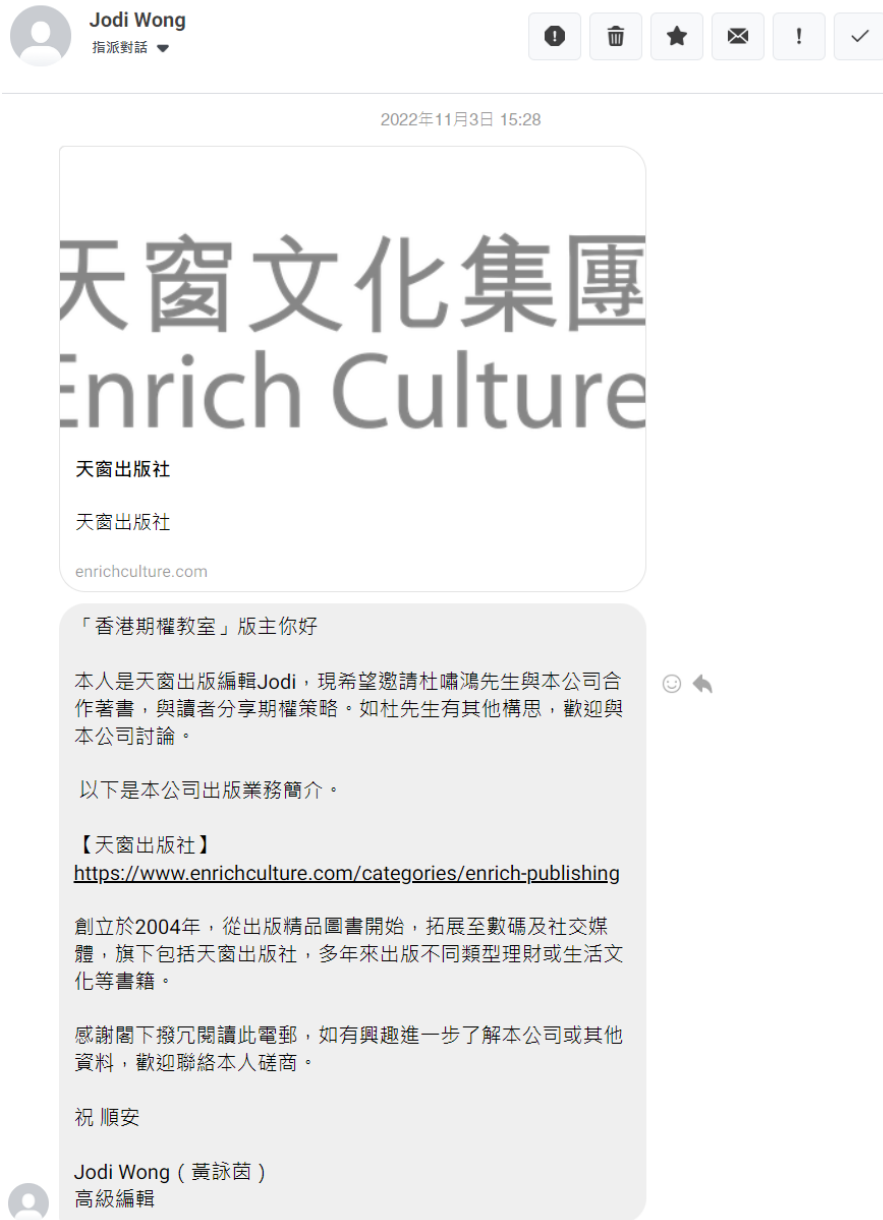 Jodi Wong
指派對話
2022年11月3日 15:28
天窗文化集團
Enrich Culture
天窗出版社
天窗出版社
enrichculture.com
「香港期權教室」版主你好
本人是天窗出版編輯Jodi，現希望邀請杜嘯鴻先生與本公司合
作著書，與讀者分享期權策略。如杜先生有其他構思，歡迎與
本公司討論。
以下是本公司出版業務簡介。
【天窗出版社】
https://www.enrichculture.com/categories/enrich-publishing
創立於2004年，從出版精品圖書開始，拓展至數碼及社交媒
體，旗下包括天窗出版社，多年來出版不同類型理財或生活文
化等書籍。
感謝閣下撥冗閱讀此電郵，如有興趣進一步了解本公司或其他
資料，歡迎聯絡本人磋商。
祝 順安
Jodi Wong（黃詠茵）
高級編輯